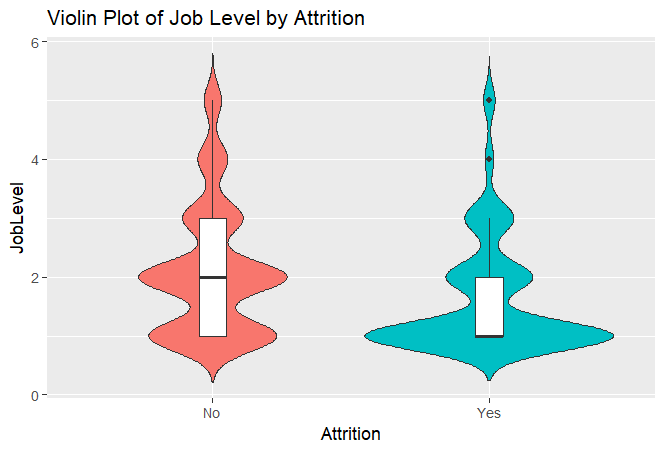 Violin Plot of Job Level by Attrition
6
4
2
0
JobLevel
No
Yes
Attrition